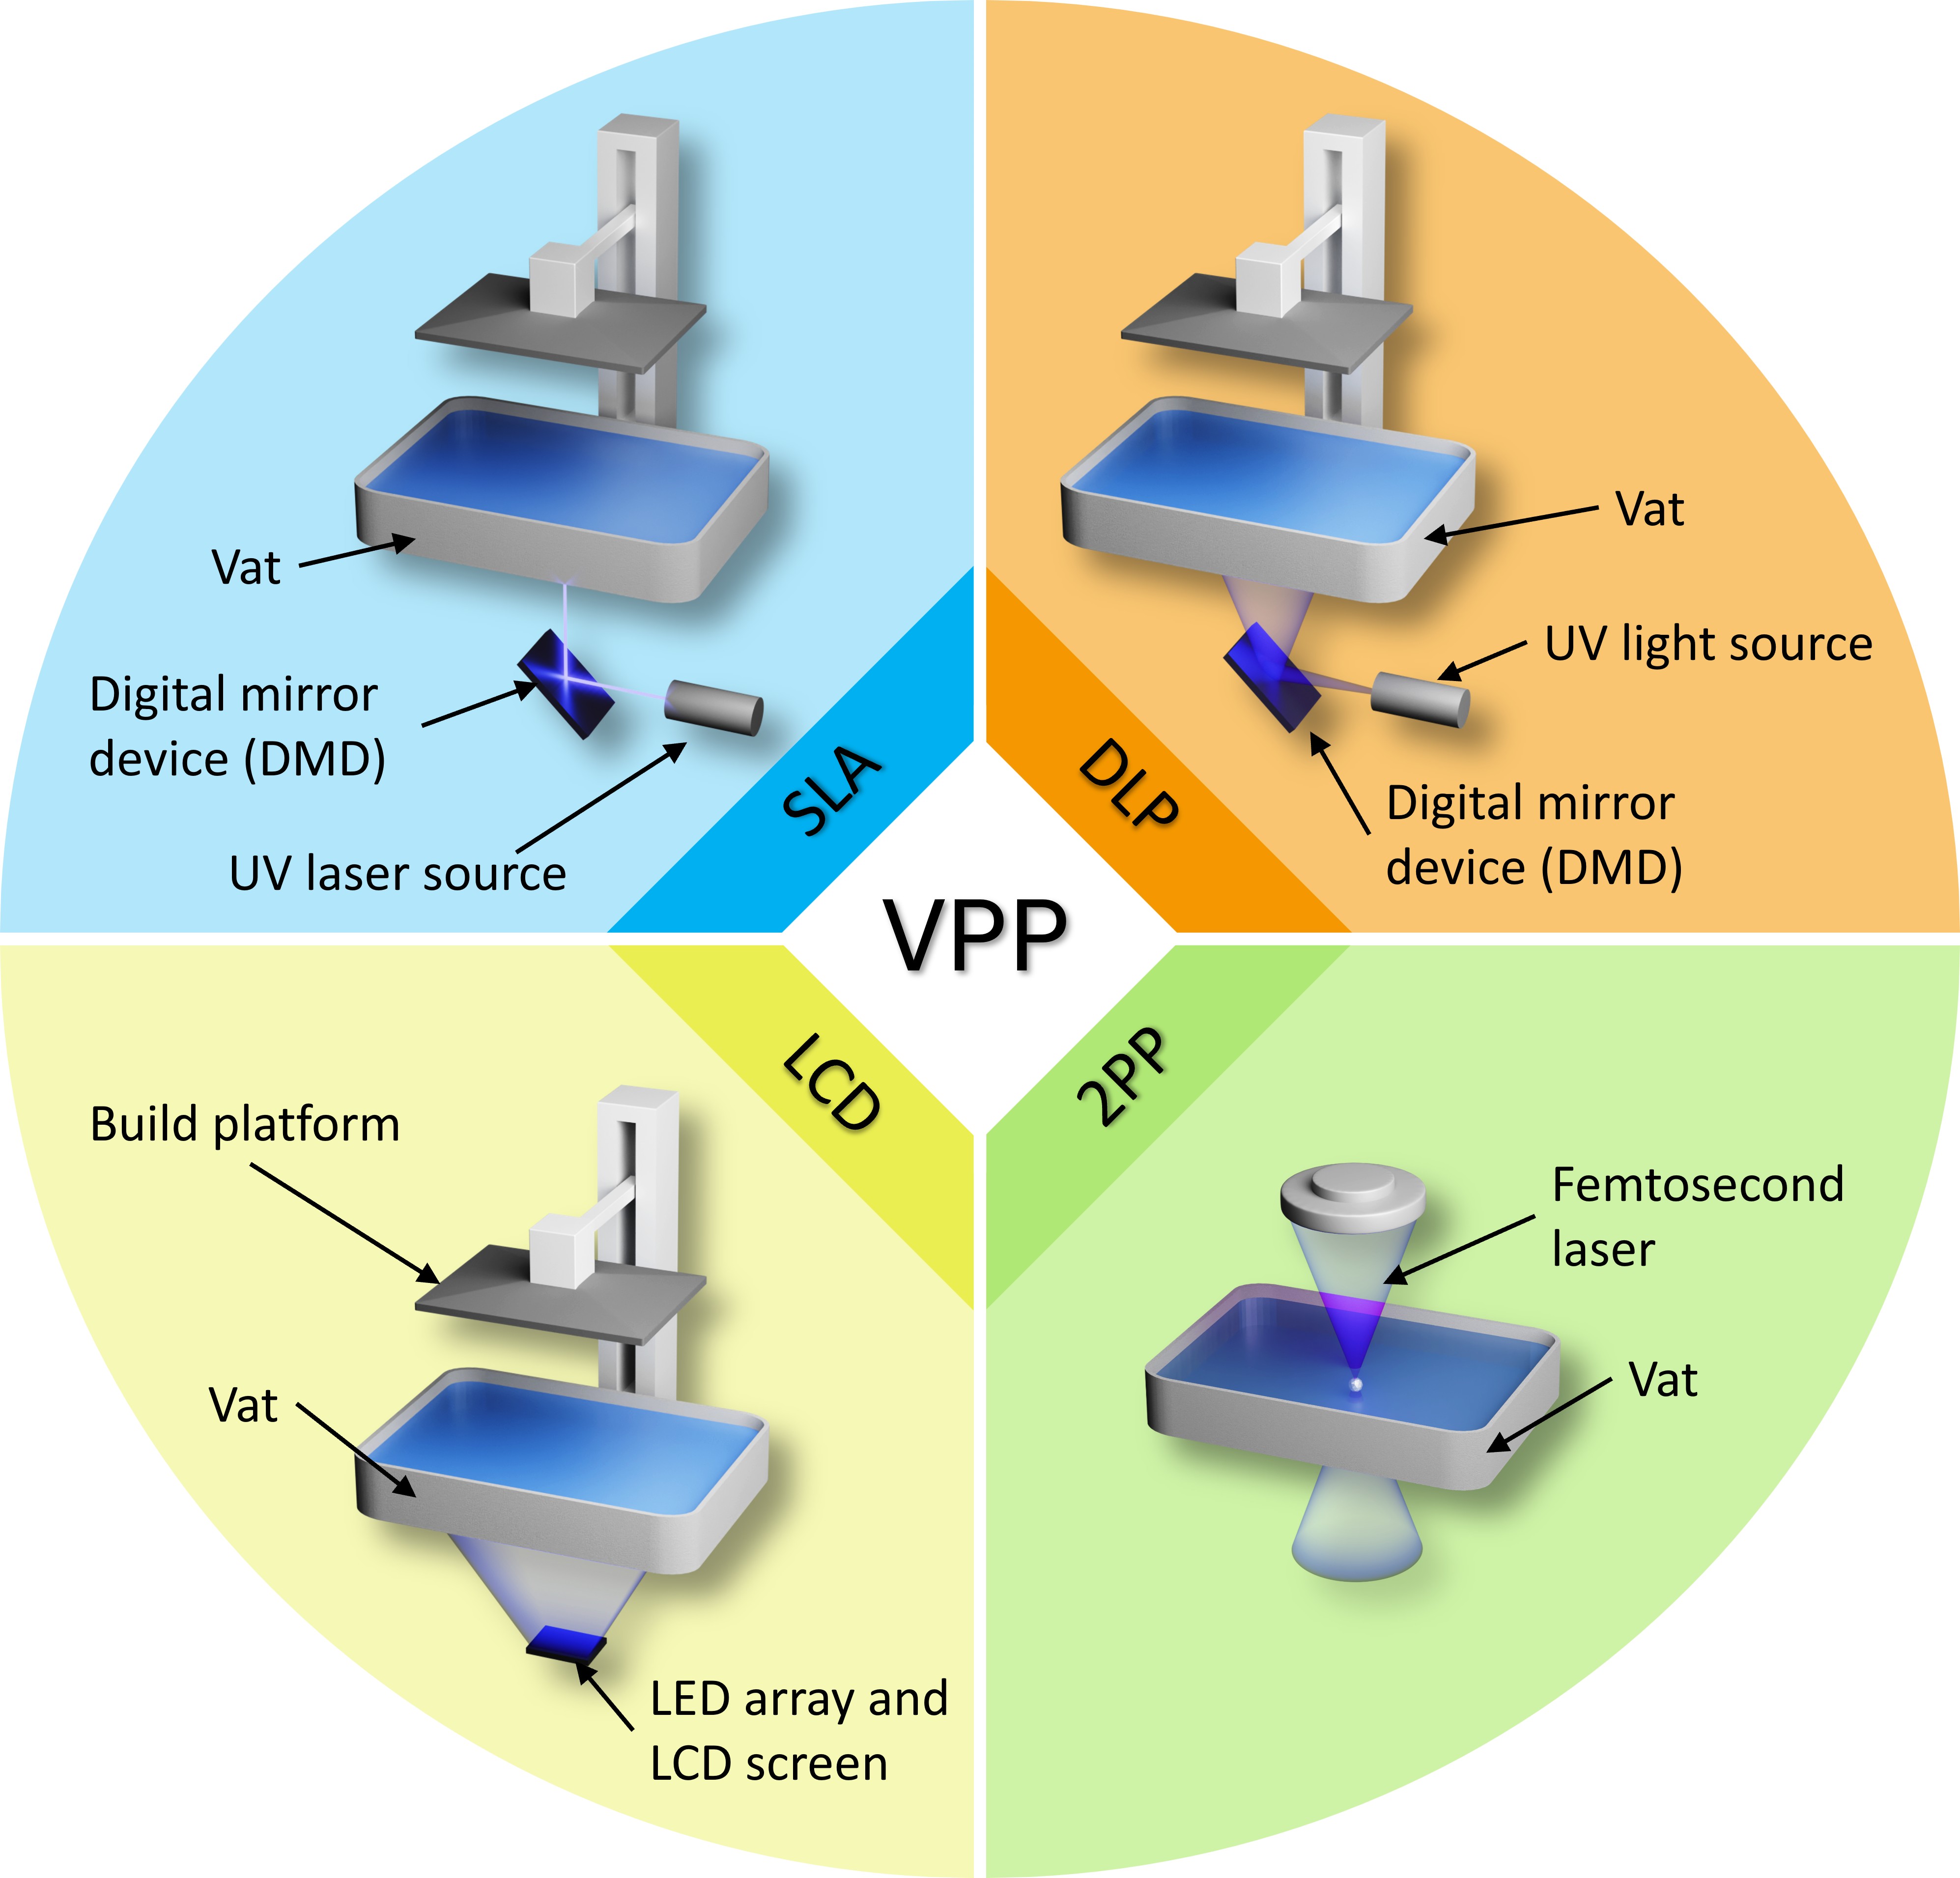 Vat
Digital mirror
device (DMD)
UV laser source
SLA
Vat
UV light source
Digital mirror
device (DMD)
DLP
VPP
Build platform
Vat
LED array and
LCD screen
LCD
2PP
Femtosecond
laser
Vat